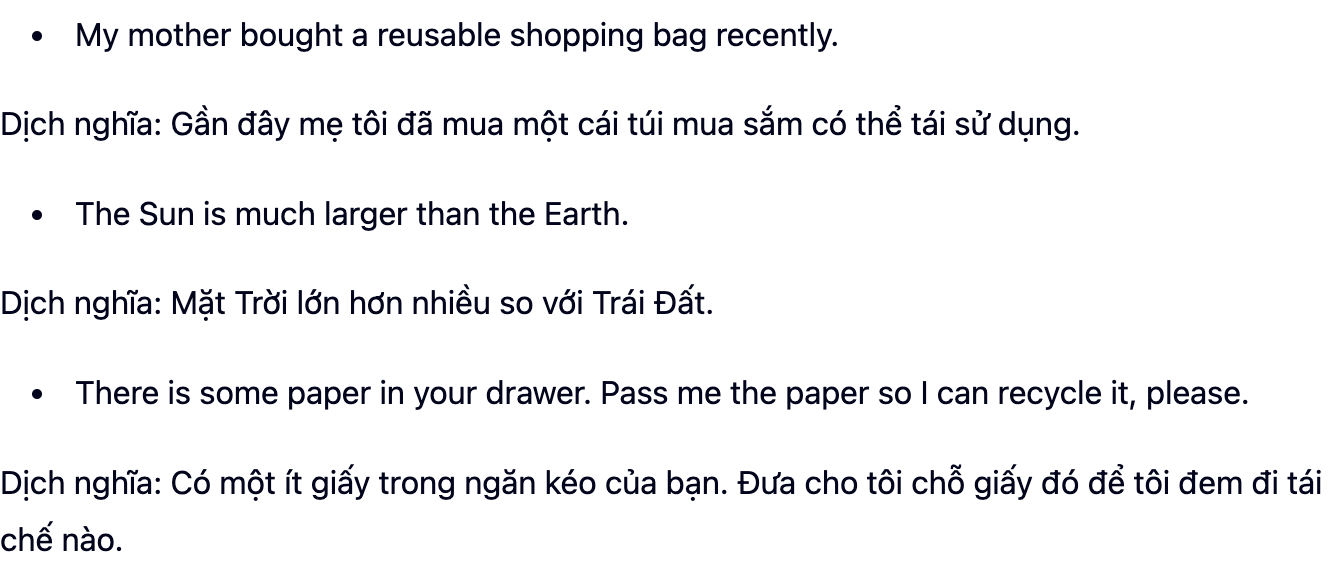 • My mother bought a reusable shopping bag recently.
Dịch nghĩa: Gần đây mẹ tôi đã mua một cái túi mua sắm có thể tái sử dụng.
• The Sun is much larger than the Earth.
Dịch nghĩa: Mặt Trời lớn hơn nhiều so với Trái Đất.
• There is some paper in your drawer. Pass me the paper so I can recycle it, please.
Dịch nghĩa: Có một ít giấy trong ngăn kéo của bạn. Đưa cho tôi chỗ giấy đó để tôi đem đi tái
chế nào.